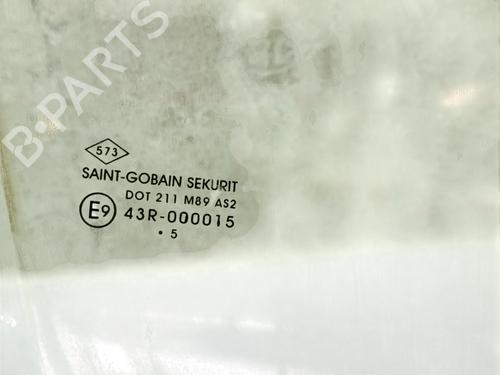 B-PARTS
573
SAINT-GOBAIN SEKURIT
DOT 211 M89 AS2
E9 43R-000015
• 5